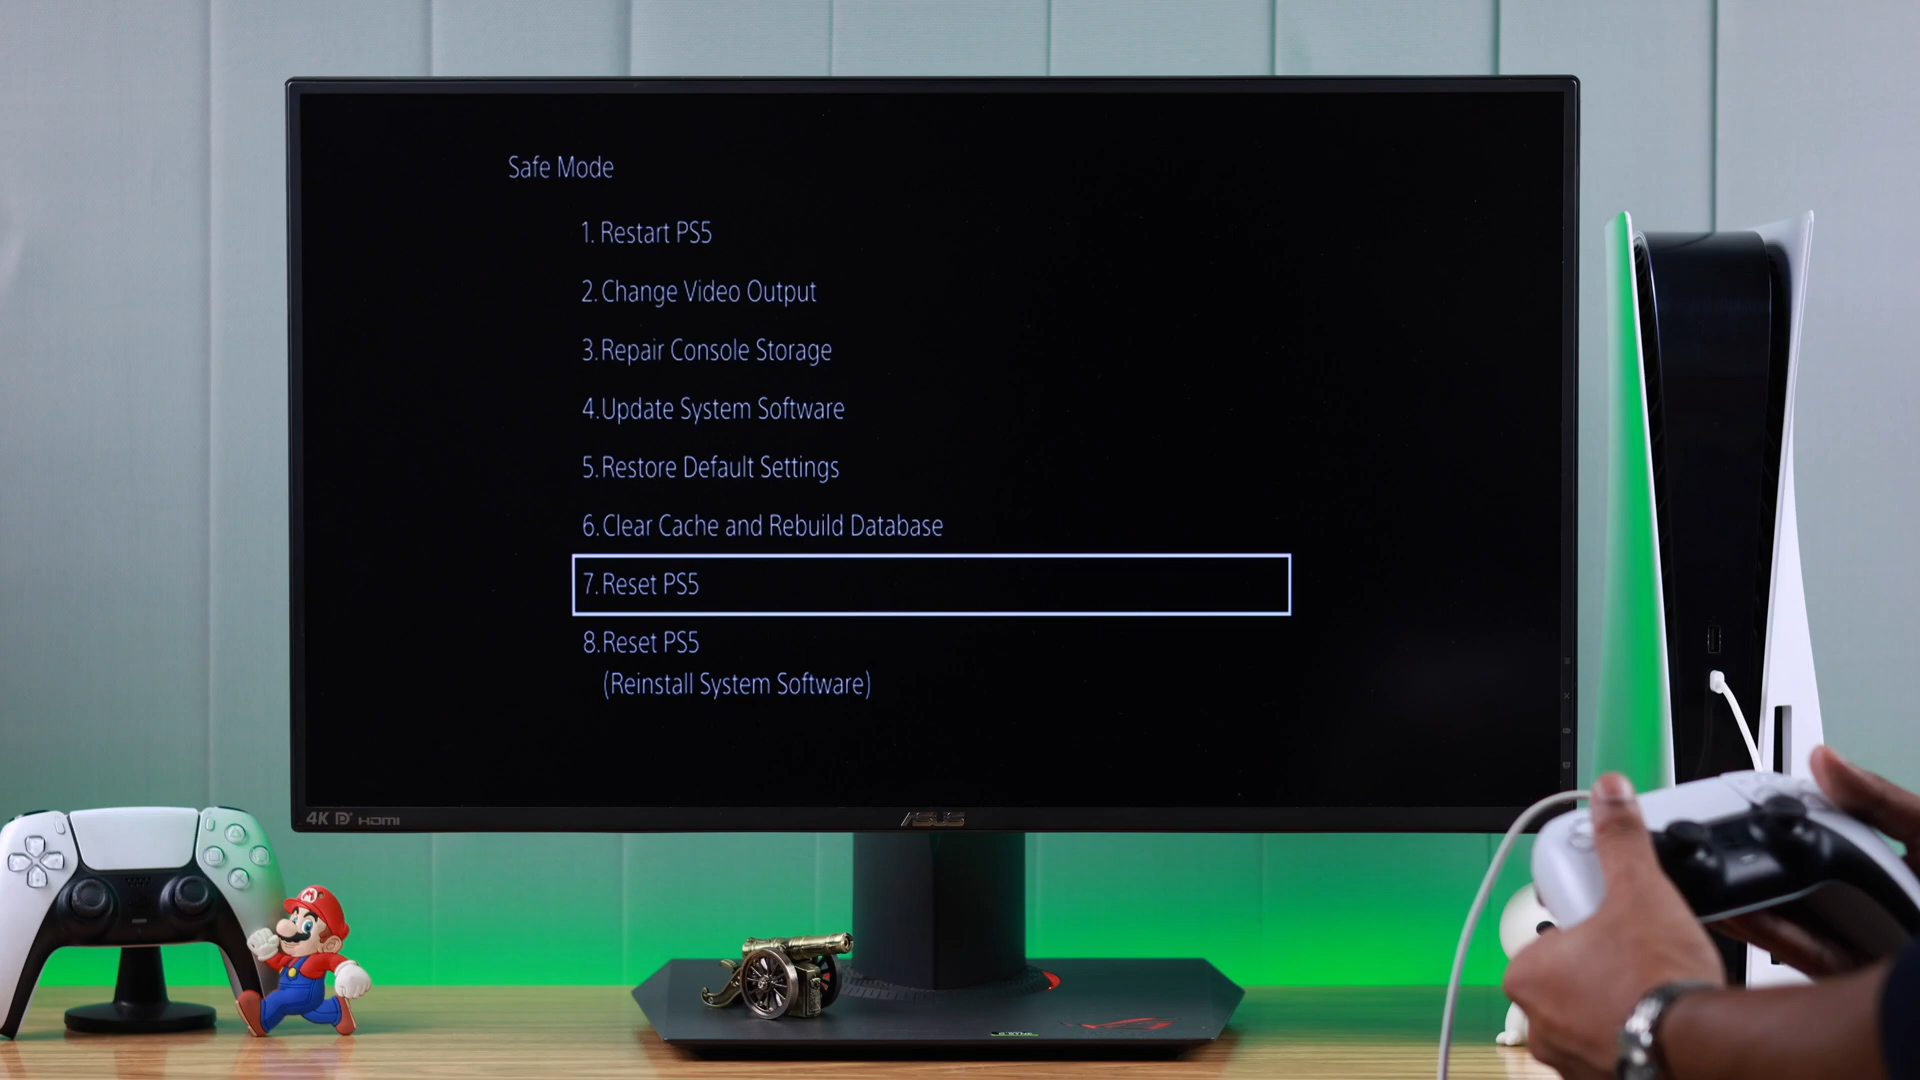 Safe Mode
1. Restart PS5
2. Change Video Output
3. Repair Console Storage
4. Update System Software
5. Restore Default Settings
6. Clear Cache and Rebuild Database
7. Reset PS5
8. Reset PS5
(Reinstall System Software)
4K HDMI
ASUS
M